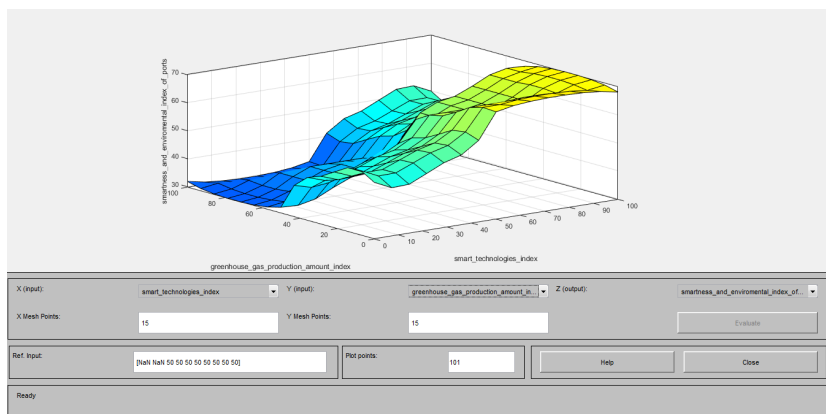 smartness_and_enviromental_index_of_ports
70
60
50
40
30
100
80
60
40
20
0
greenhouse_gas_production_amount_index
0
10
20
30
40
50
60
70
80
90
100
smart_technologies_index
X (input):
smart_technologies_index
Y (input):
greenhouse_gas_production_amount_in...
Z (output):
smartness_and_enviromental_index_of...
X Mesh Points:
15
Y Mesh Points:
15
Evaluate
Ref. Input:
[NaN NaN 50 50 50 50 50 50 50 50]
Plot points:
101
Help
Close
Ready